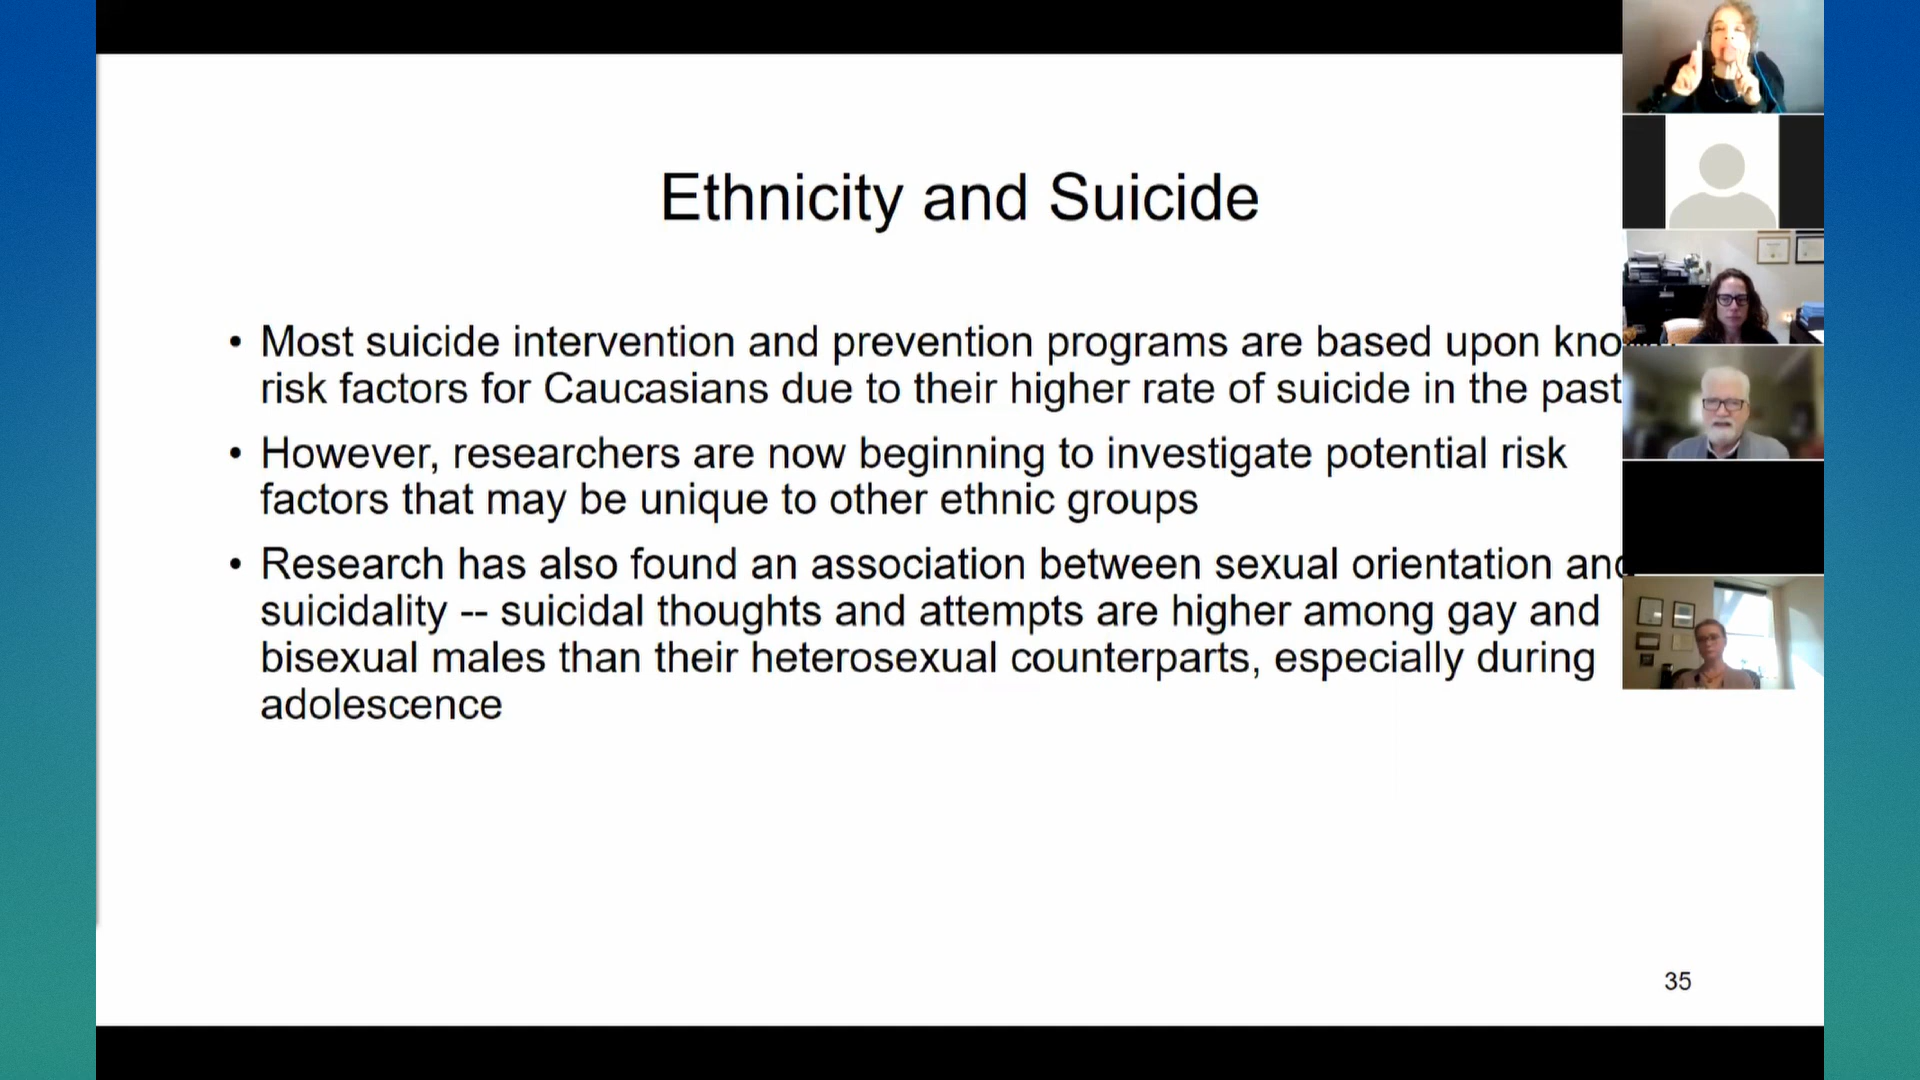 Ethnicity and Suicide
• Most suicide intervention and prevention programs are based upon
risk factors for Caucasians due to their higher rate of suicide in the past
• However, researchers are now beginning to investigate potential risk
factors that may be unique to other ethnic groups
• Research has also found an association between sexual orientation and
suicidality -- suicidal thoughts and attempts are higher among gay and
bisexual males than their heterosexual counterparts, especially during
adolescence
35